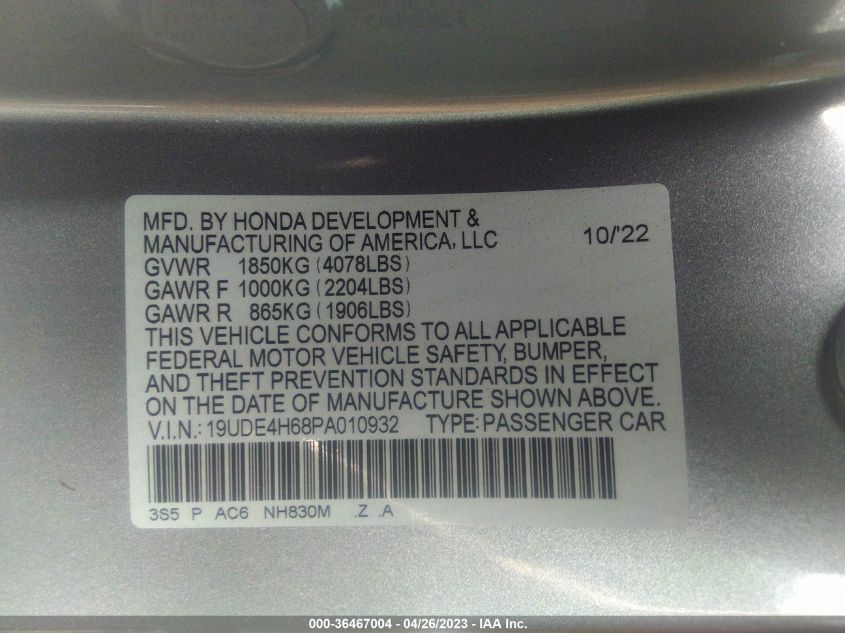 MFD. BY HONDA DEVELOPMENT &
MANUFACTURING OF AMERICA, LLC 10/'22
GVWR 1850KG (4078LBS)
GAWR F 1000KG (2204LBS)
GAWR R 865KG (1906LBS)
THIS VEHICLE CONFORMS TO ALL APPLICABLE
FEDERAL MOTOR VEHICLE SAFETY, BUMPER,
AND THEFT PREVENTION STANDARDS IN EFFECT
ON THE DATE OF MANUFACTURE SHOWN ABOVE.
V.I.N.: 19UDE4H68PA010932 TYPE: PASSENGER CAR
3S5 P AC6 NH830M .Z .A
000-36467004 - 04/26/2023 - IAA Inc.